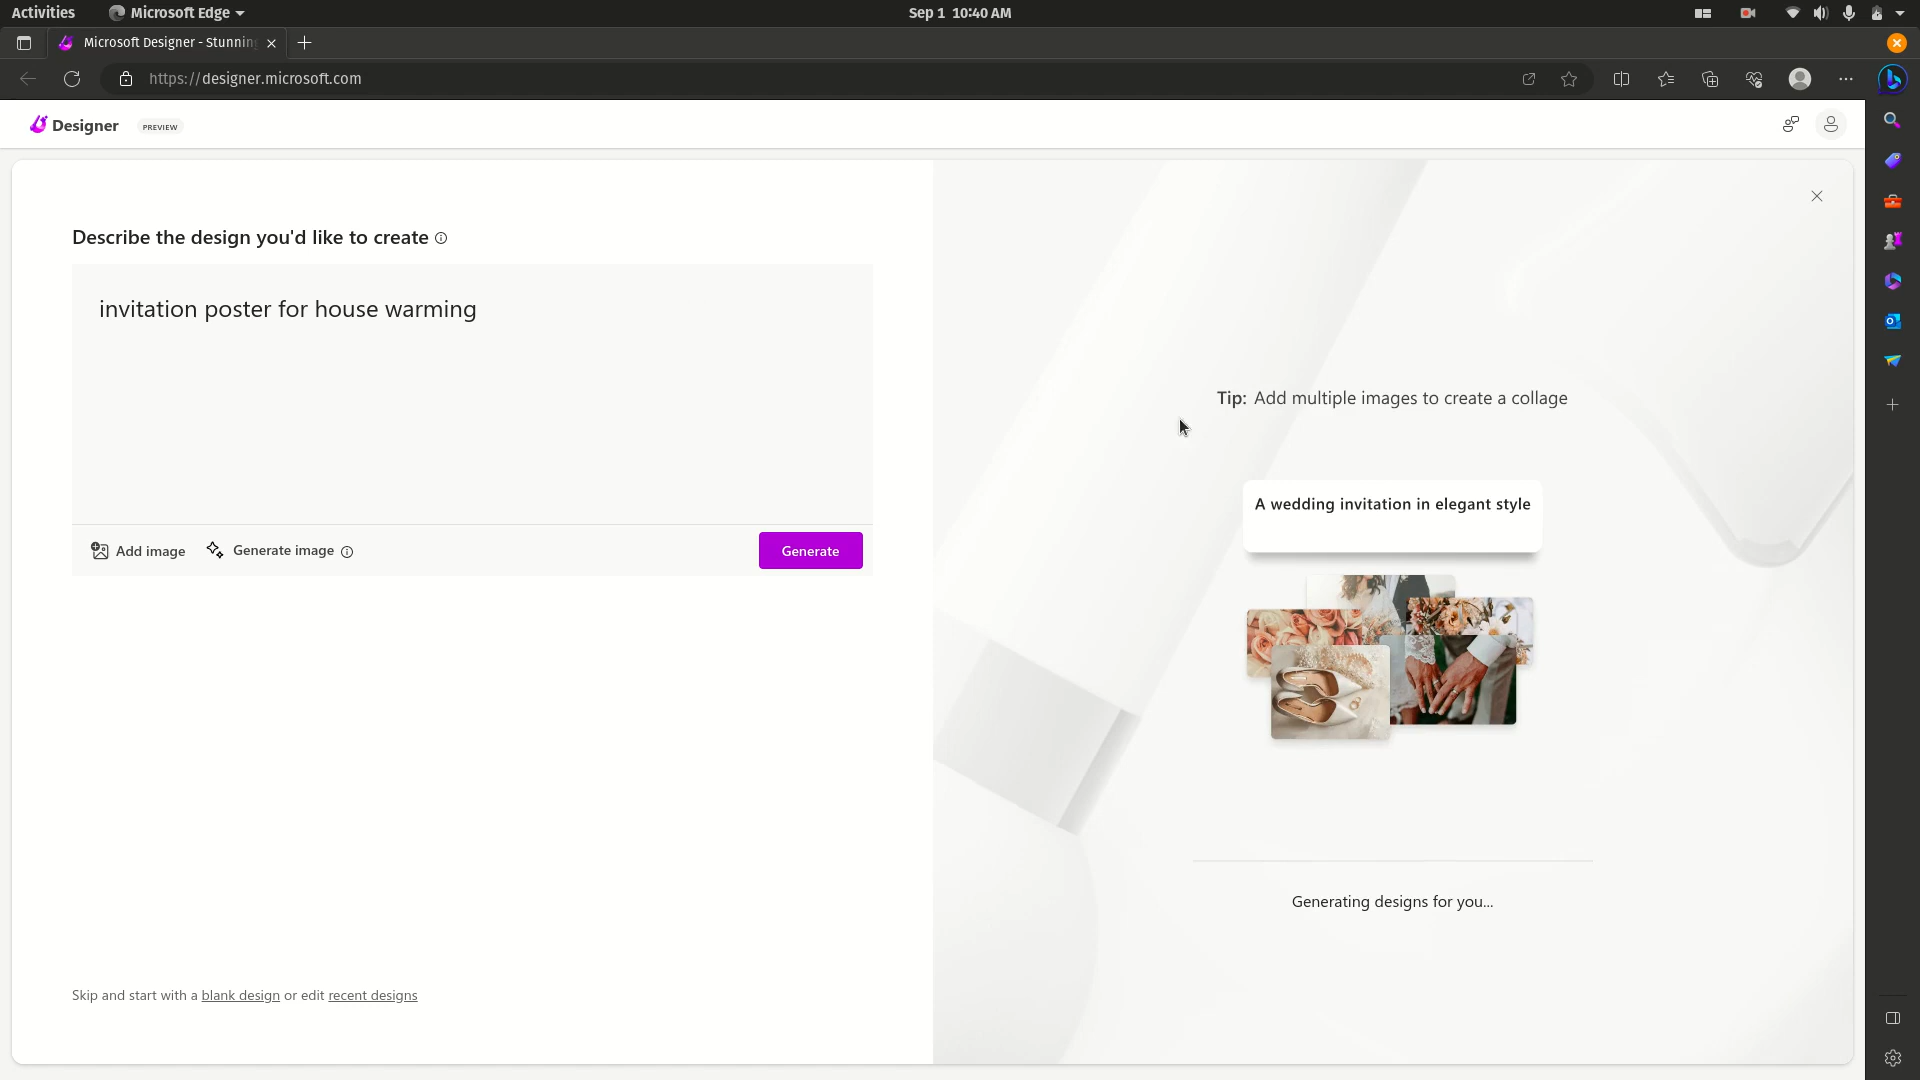 Activities
Microsoft Edge
Sep 1 10:40 AM
Microsoft Designer - Stunning
https://designer.microsoft.com
Designer
PREVIEW
Describe the design you'd like to create
invitation poster for house warming
Add image
Generate image
Generate
Skip and start with a blank design or edit recent designs
Tip: Add multiple images to create a collage
A wedding invitation in elegant style
Generating designs for you...